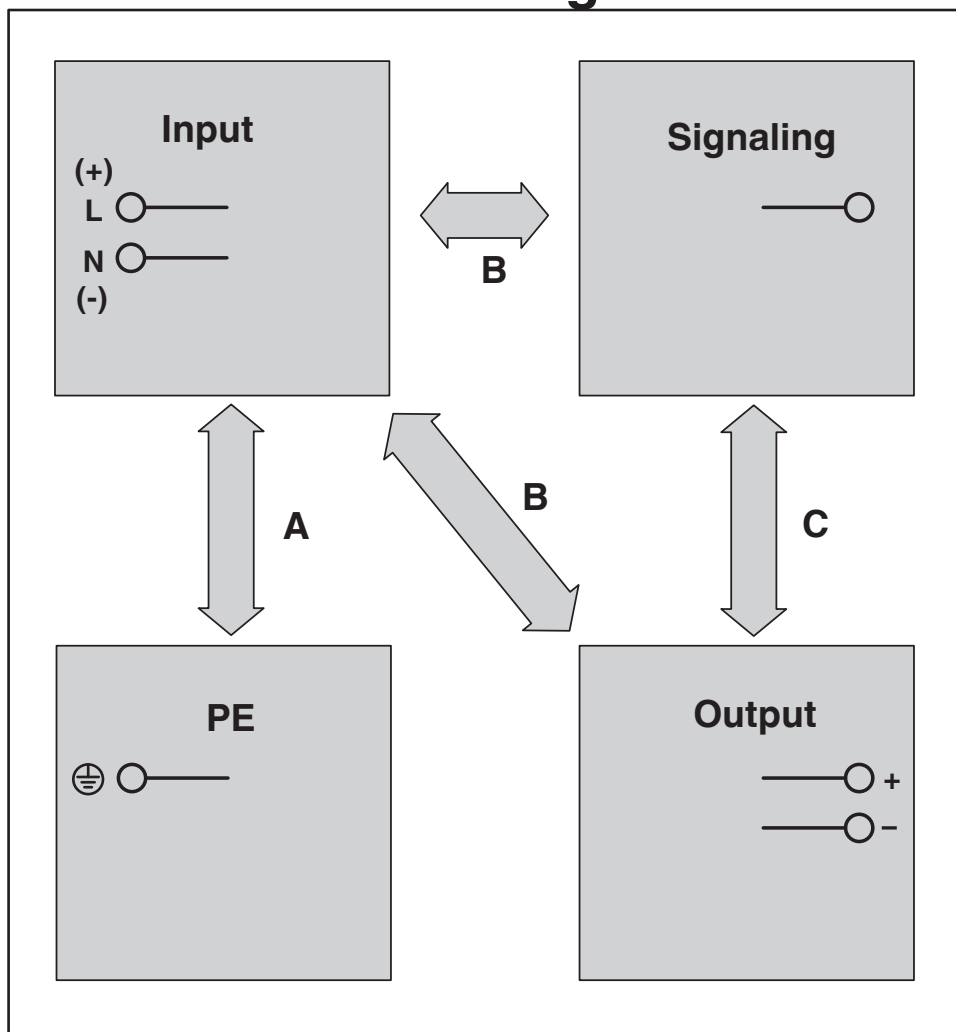 Input
(+)
L
N
(-)
Signaling
B
A
B
C
PE
Output
+
–